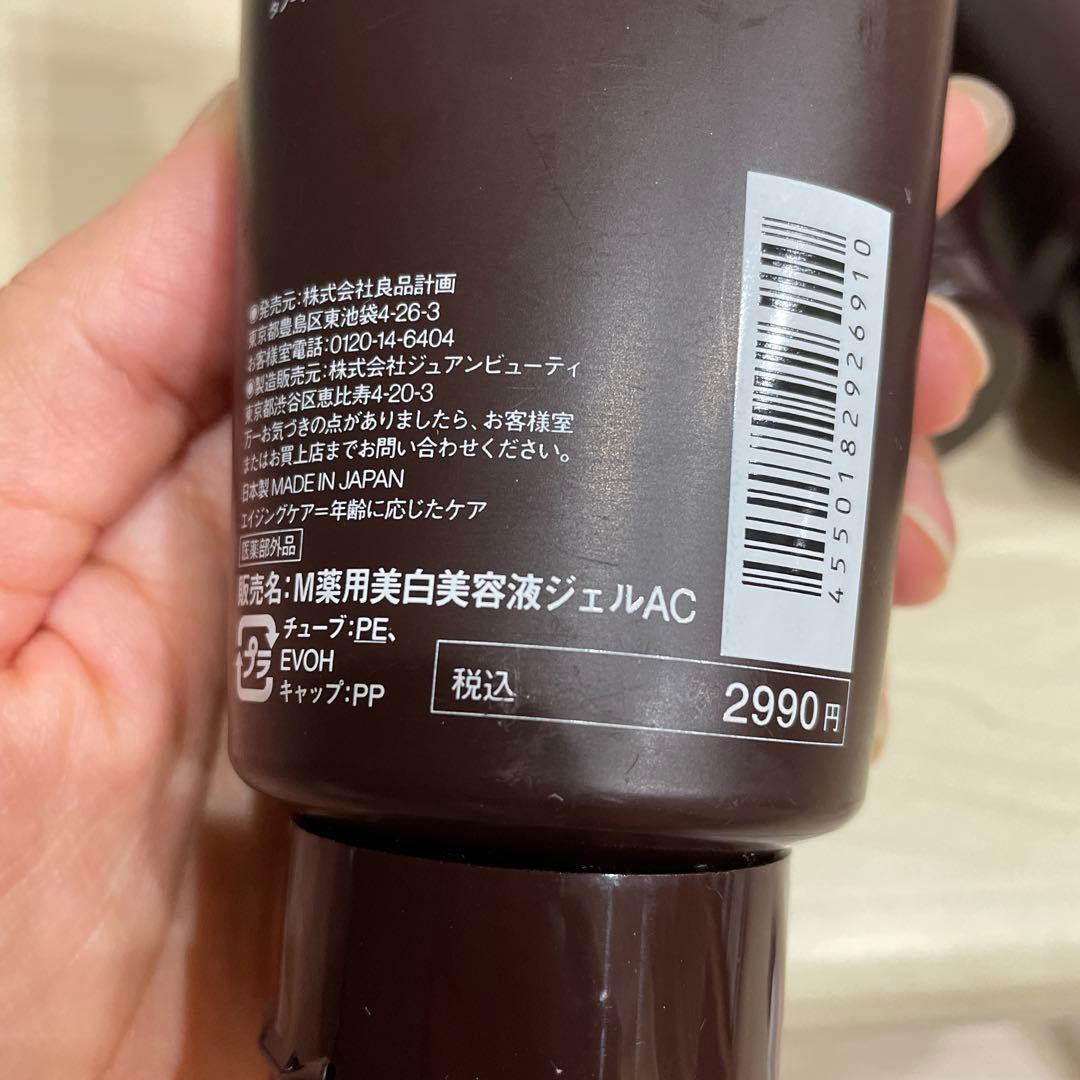 ◉発売元:株式会社良品計画
東京都豊島区東池袋4-26-3
お客様室電話:0120-14-6404
◉製造販売元:株式会社ジュアンビューティ
東京都渋谷区恵比寿4-20-3
万一お気づきの点がありましたら、お客様室
またはお買上店までお問い合わせください。
日本製 MADE IN JAPAN
エイジングケア=年齢に応じたケア
医薬部外品
販売名:M薬用美白美容液ジェルAC
プラ
チューブ:PE、
EVOH
キャップ:PP
税込 2990円
4550182926910